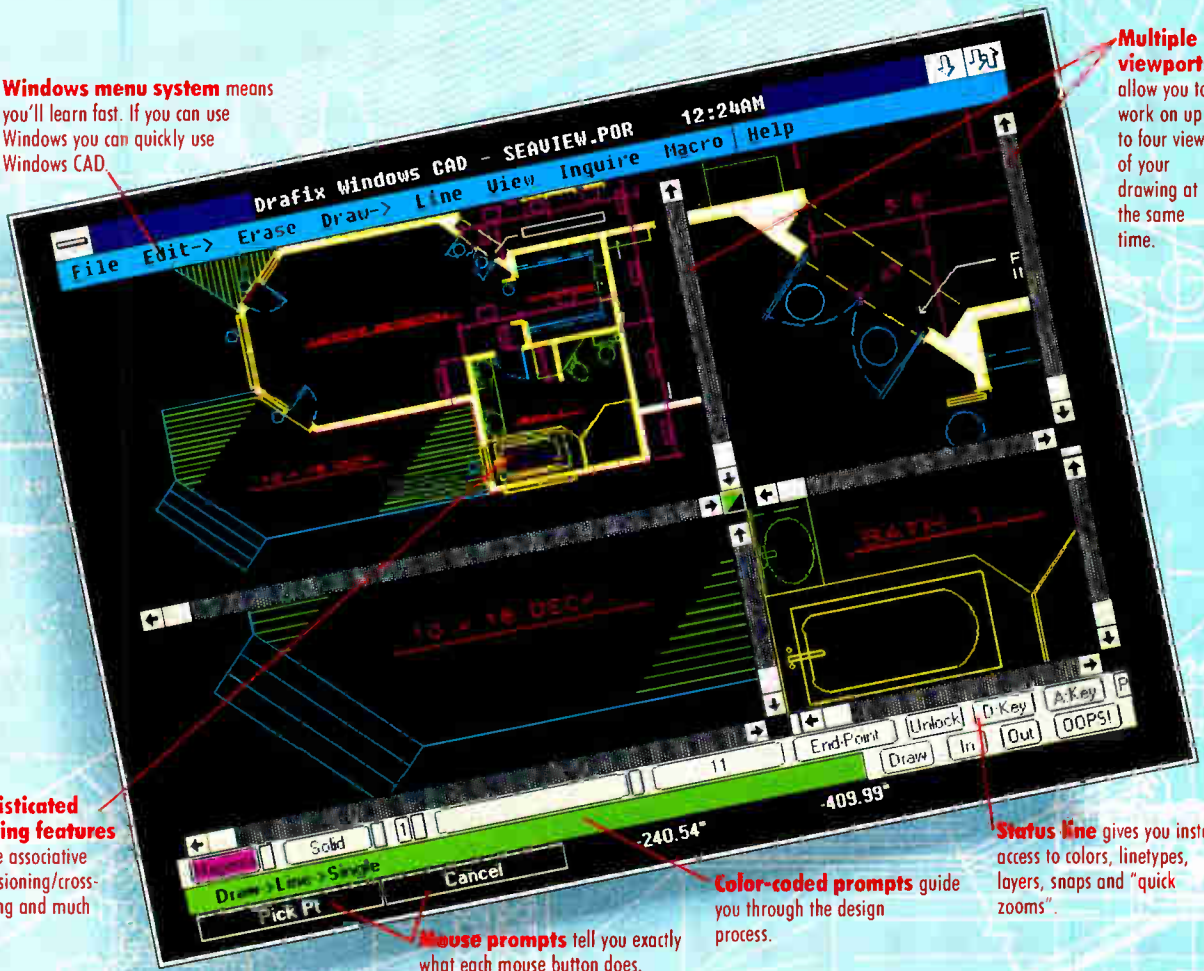 Windows menu system means
you'll learn fast. If you can use
Windows you can quickly use
Windows CAD.
Multiple
viewport
allow you to
work on up
to four view
of your
drawing at
the same
time.
Drafix Windows CAD - SEAVIEW.POR 12:24AM
File Edit-> Erase Draw-> Line View Inquire Macro Help
10 x 16 DECK
BATH 1
Solid 1 11 End-Point Unlock D-Key A-Key P
Draw In Out OOPS!
Draw->Line->Single
-240.54" -409.99"
Pick Pt Cancel
isticated
ing features
e associative
sioning/cross-
ng and much
Mouse prompts tell you exactly
what each mouse button does.
Color-coded prompts guide
you through the design
process.
Status line gives you inst
access to colors, linetypes,
layers, snaps and "quick
zooms".